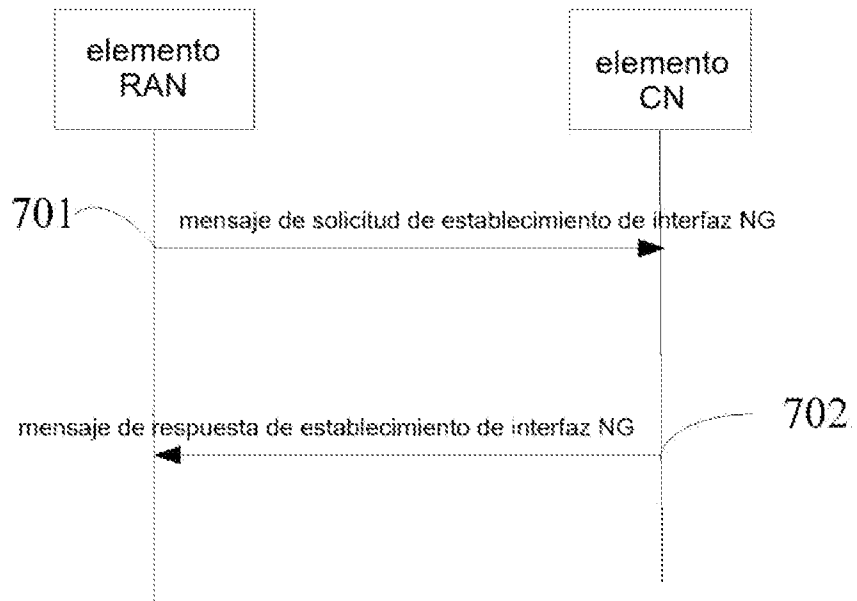 elemento
RAN
elemento
CN
701
mensaje de solicitud de establecimiento de interfaz NG
mensaje de respuesta de establecimiento de interfaz NG
702